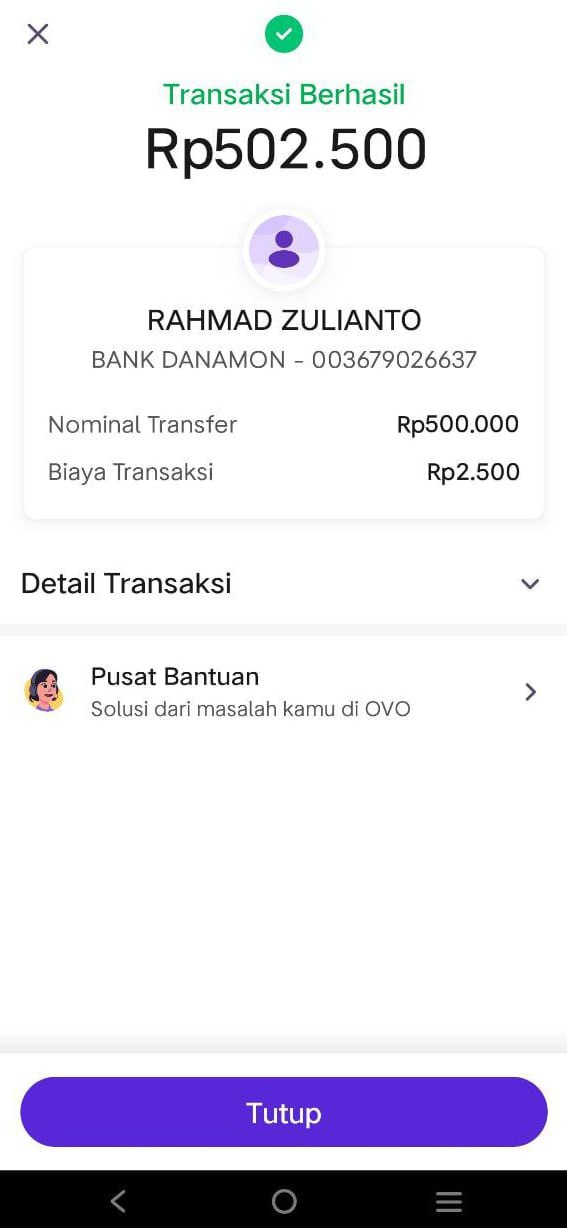 Transaksi Berhasil
Rp502.500
RAHMAD ZULIANTO
BANK DANAMON - 003679026637
Nominal Transfer Rp500.000
Biaya Transaksi Rp2.500
Detail Transaksi
Pusat Bantuan
Solusi dari masalah kamu di OVO
Tutup